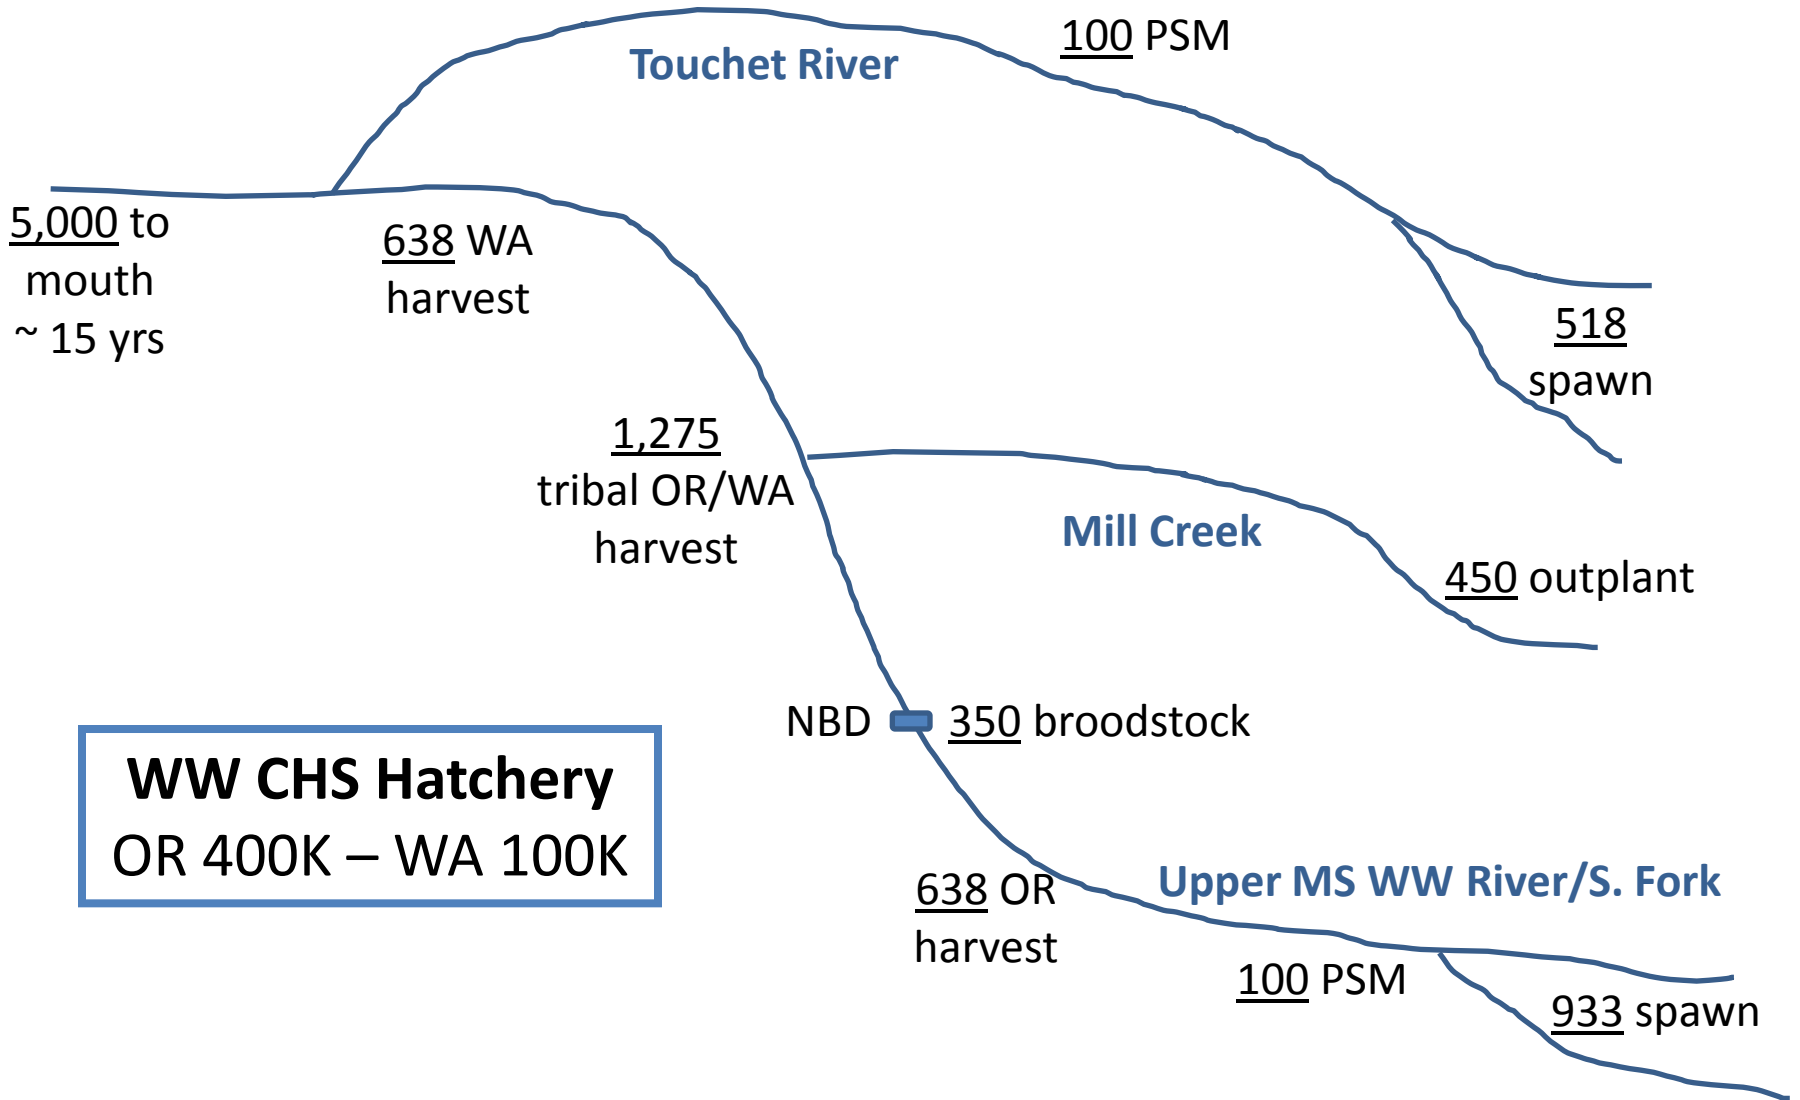 Touchet River
100 PSM
5,000 to
mouth
~ 15 yrs
638 WA
harvest
518
spawn
1,275
tribal OR/WA
harvest
Mill Creek
450 outplant
NBD
350 broodstock
WW CHS Hatchery
OR 400K – WA 100K
638 OR
harvest
Upper MS WW River/S. Fork
100 PSM
933 spawn